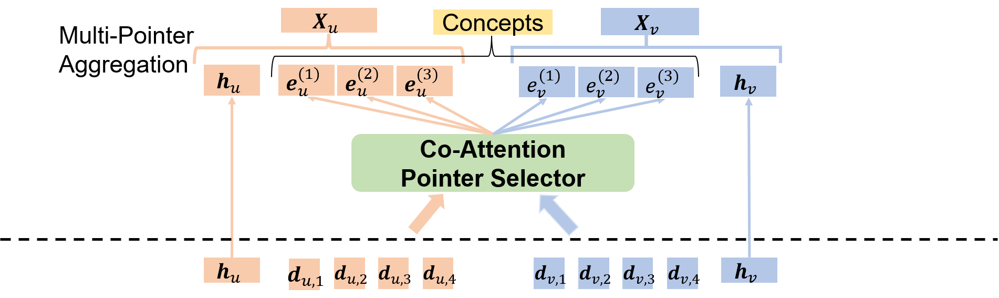 X_u Concepts X_v
Multi-Pointer
Aggregation
h_u e_u^(1) e_u^(2) e_u^(3) e_v^(1) e_v^(2) e_v^(3) h_v
Co-Attention
Pointer Selector
h_u d_u,1 d_u,2 d_u,3 d_u,4 d_v,1 d_v,2 d_v,3 d_v,4 h_v